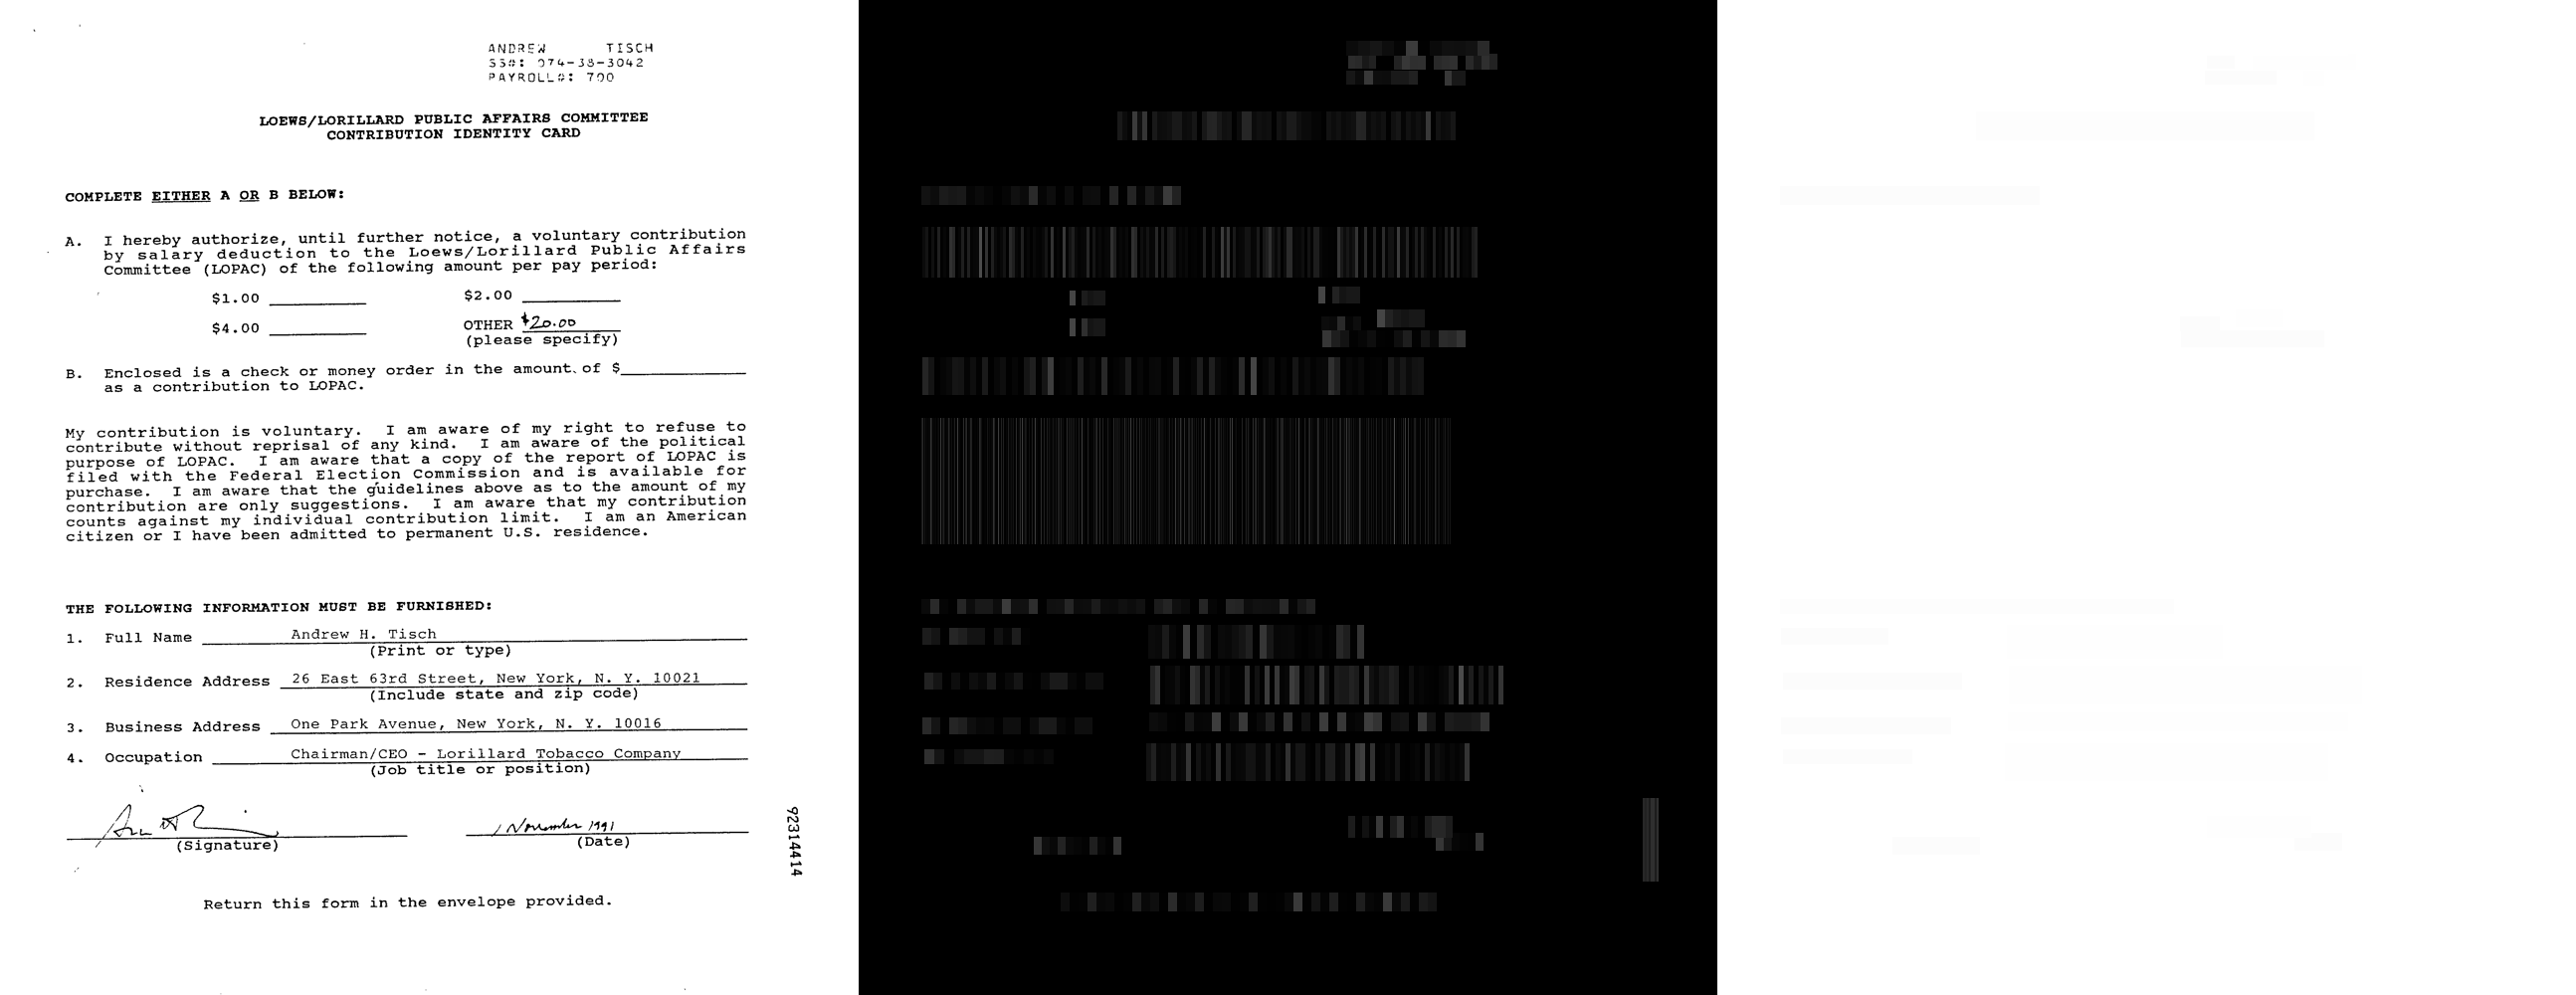 ANDREW TISCH
SS#: 074-38-3042
PAYROLL#: 700
LOEWS/LORILLARD PUBLIC AFFAIRS COMMITTEE
CONTRIBUTION IDENTITY CARD
COMPLETE EITHER A OR B BELOW:
A. I hereby authorize, until further notice, a voluntary contribution
by salary deduction to the Loews/Lorillard Public Affairs
Committee (LOPAC) of the following amount per pay period:
$1.00 __________ $2.00 __________
$4.00 __________ OTHER $20.00
(please specify)
B. Enclosed is a check or money order in the amount of $_____________
as a contribution to LOPAC.
My contribution is voluntary. I am aware of my right to refuse to
contribute without reprisal of any kind. I am aware of the political
purpose of LOPAC. I am aware that a copy of the report of LOPAC is
filed with the Federal Election Commission and is available for
purchase. I am aware that the guidelines above as to the amount of my
contribution are only suggestions. I am aware that my contribution
counts against my individual contribution limit. I am an American
citizen or I have been admitted to permanent U.S. residence.
THE FOLLOWING INFORMATION MUST BE FURNISHED:
1. Full Name Andrew H. Tisch
(Print or type)
2. Residence Address 26 East 63rd Street, New York, N. Y. 10021
(Include state and zip code)
3. Business Address One Park Avenue, New York, N. Y. 10016
4. Occupation Chairman/CEO - Lorillard Tobacco Company
(Job title or position)
1 November 1991
(Signature) (Date)
92314414
Return this form in the envelope provided.